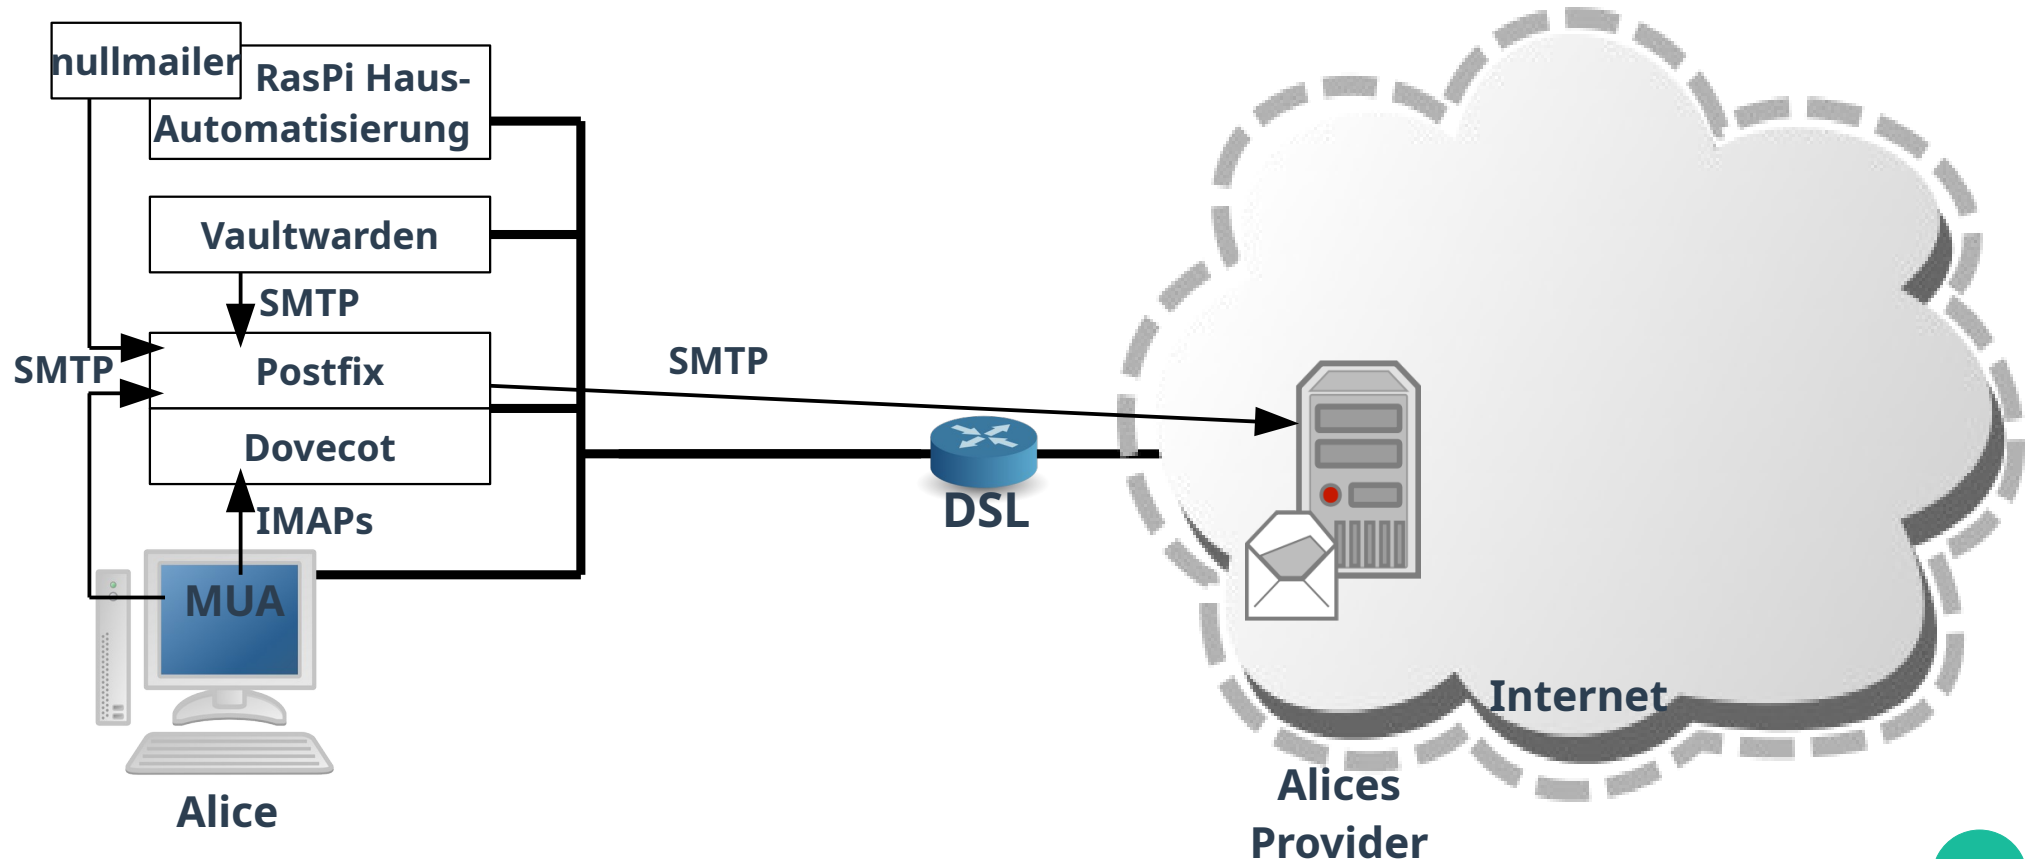 nullmailer
RasPi Haus-
Automatisierung
Vaultwarden
SMTP
Postfix
SMTP
SMTP
Dovecot
IMAPs
DSL
MUA
Alice
Internet
Alices
Provider